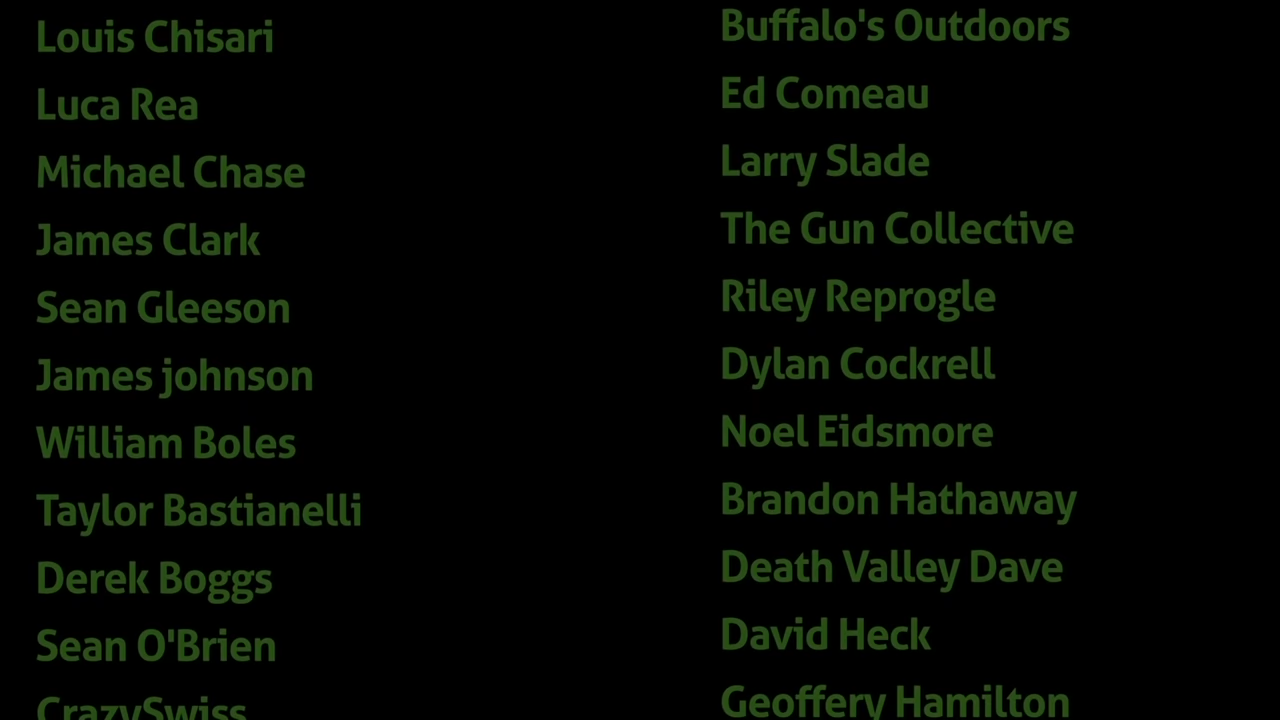 Louis Chisari
Luca Rea
Michael Chase
James Clark
Sean Gleeson
James johnson
William Boles
Taylor Bastianelli
Derek Boggs
Sean O'Brien
CrazySwiss
Buffalo's Outdoors
Ed Comeau
Larry Slade
The Gun Collective
Riley Reprogle
Dylan Cockrell
Noel Eidsmore
Brandon Hathaway
Death Valley Dave
David Heck
Geoffery Hamilton